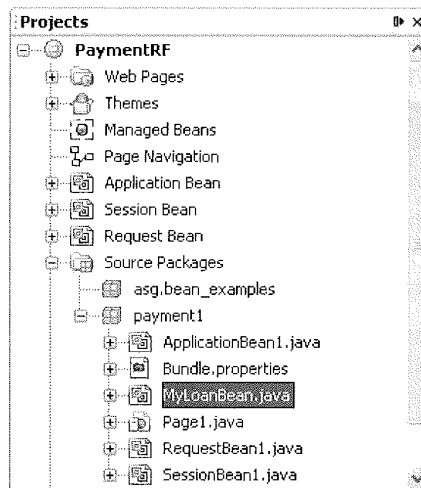 Projects
PaymentRF
Web Pages
Themes
Managed Beans
Page Navigation
Application Bean
Session Bean
Request Bean
Source Packages
asg.bean_examples
payment1
ApplicationBean1.java
Bundle.properties
MyLoanBean.java
Page1.java
RequestBean1.java
SessionBean1.java